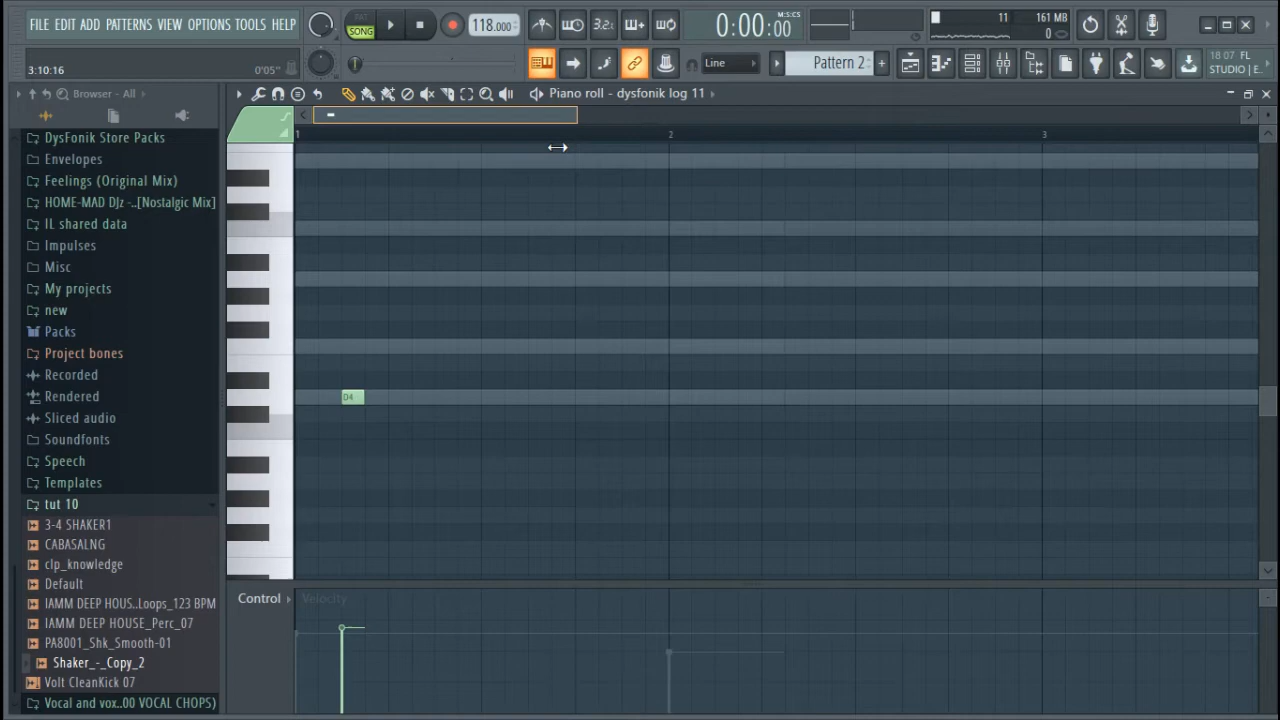 FILE EDIT ADD PATTERNS VIEW OPTIONS TOOLS HELP
PAT
SONG
118.000
3.2
0:00:00
M:S:CS
11
161 MB
0
3:10:16
0'05"
Line
Pattern 2
18 07 FL
STUDIO | E..
Browser - All
Piano roll - dysfonik log 11
1
2
3
DysFonik Store Packs
Envelopes
Feelings (Original Mix)
HOME-MAD DJz -..[Nostalgic Mix]
IL shared data
Impulses
Misc
My projects
new
Packs
Project bones
Recorded
Rendered
Sliced audio
Soundfonts
Speech
Templates
tut 10
3-4 SHAKER1
CABASALNG
clp_knowledge
Default
IAMM DEEP HOUS..Loops_123 BPM
IAMM DEEP HOUSE_Perc_07
PA8001_Shk_Smooth-01
Shaker_-_Copy_2
Volt CleanKick 07
Vocal and vox..00 VOCAL CHOPS)
D4
Control
Velocity